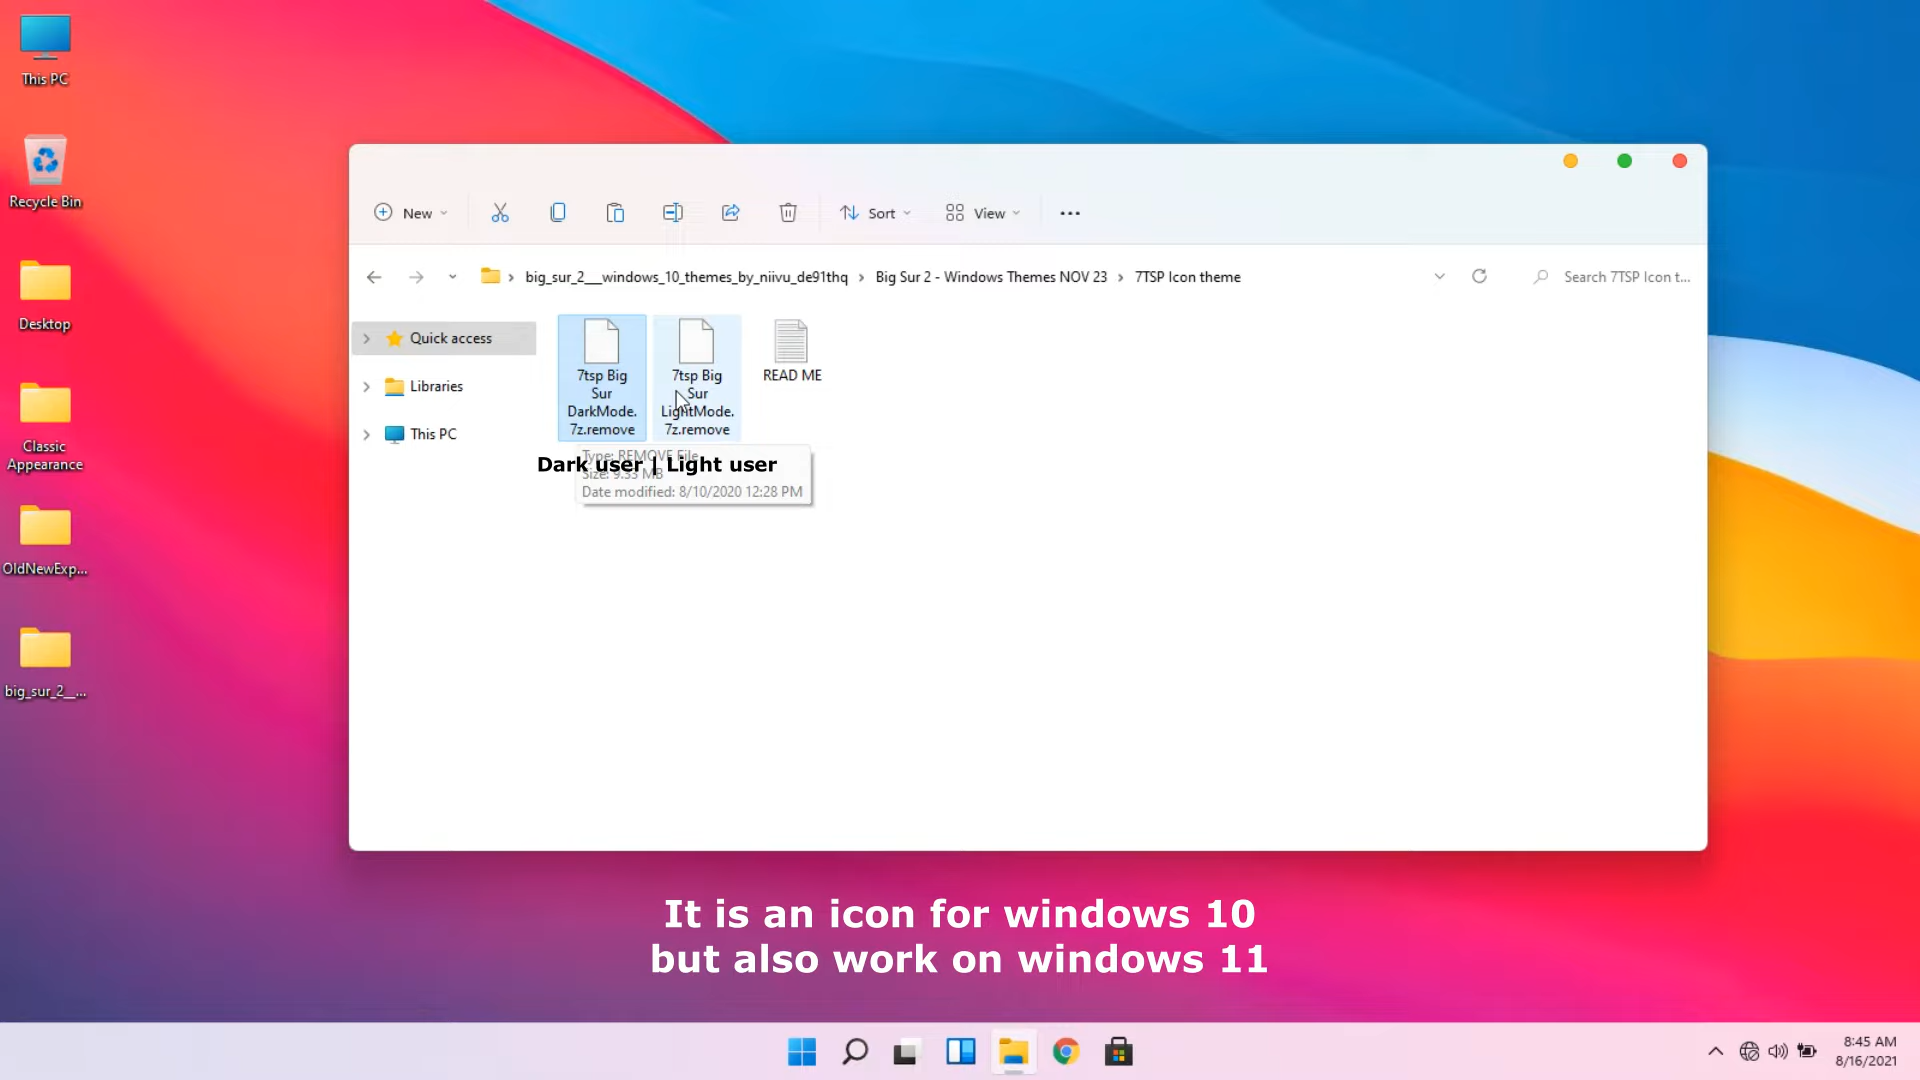 This PC
Recycle Bin
Desktop
Classic
Appearance
OldNewExp...
big_sur_2__...
New
Sort
View
big_sur_2__windows_10_themes_by_niivu_de91thq
Big Sur 2 - Windows Themes NOV 23
7TSP Icon theme
Search 7TSP Icon t...
Quick access
Libraries
This PC
7tsp Big
Sur
DarkMode.
7z.remove
7tsp Big
Sur
LightMode.
7z.remove
READ ME
Type: REMOVE File
Dark user | Light user
Size: 9.33 MB
Date modified: 8/10/2020 12:28 PM
It is an icon for windows 10
but also work on windows 11
8:45 AM
8/16/2021